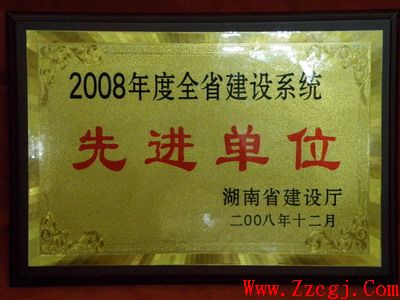 2008年度全省建设系统
先进单位
湖南省建设厅
二00八年十二月
Www.Zzcgj.Com